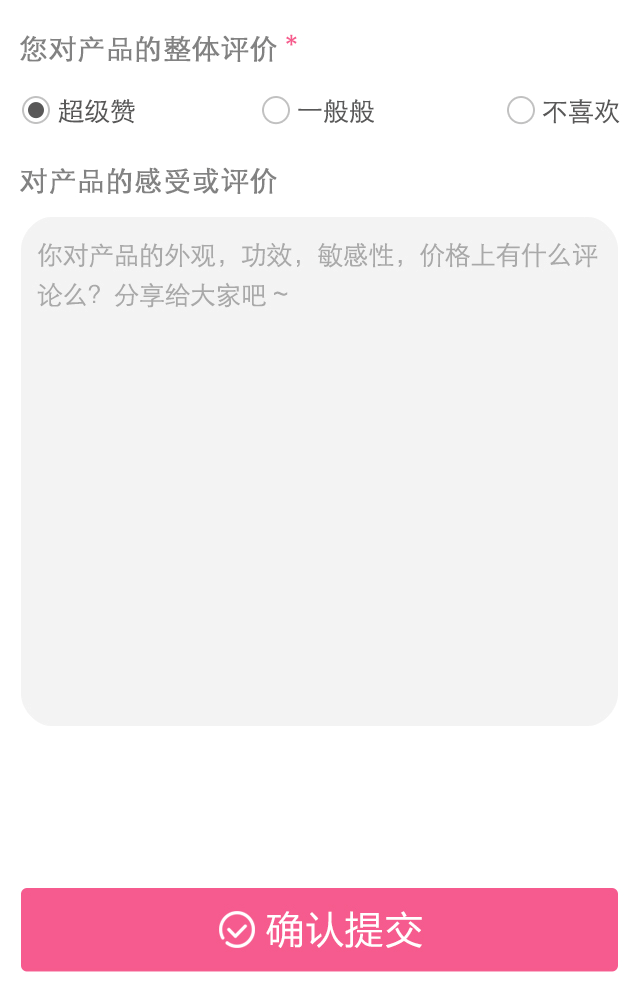 您对产品的整体评价 *
超级赞 一般般 不喜欢
对产品的感受或评价
你对产品的外观，功效，敏感性，价格上有什么评
论么？分享给大家吧 ~
确认提交